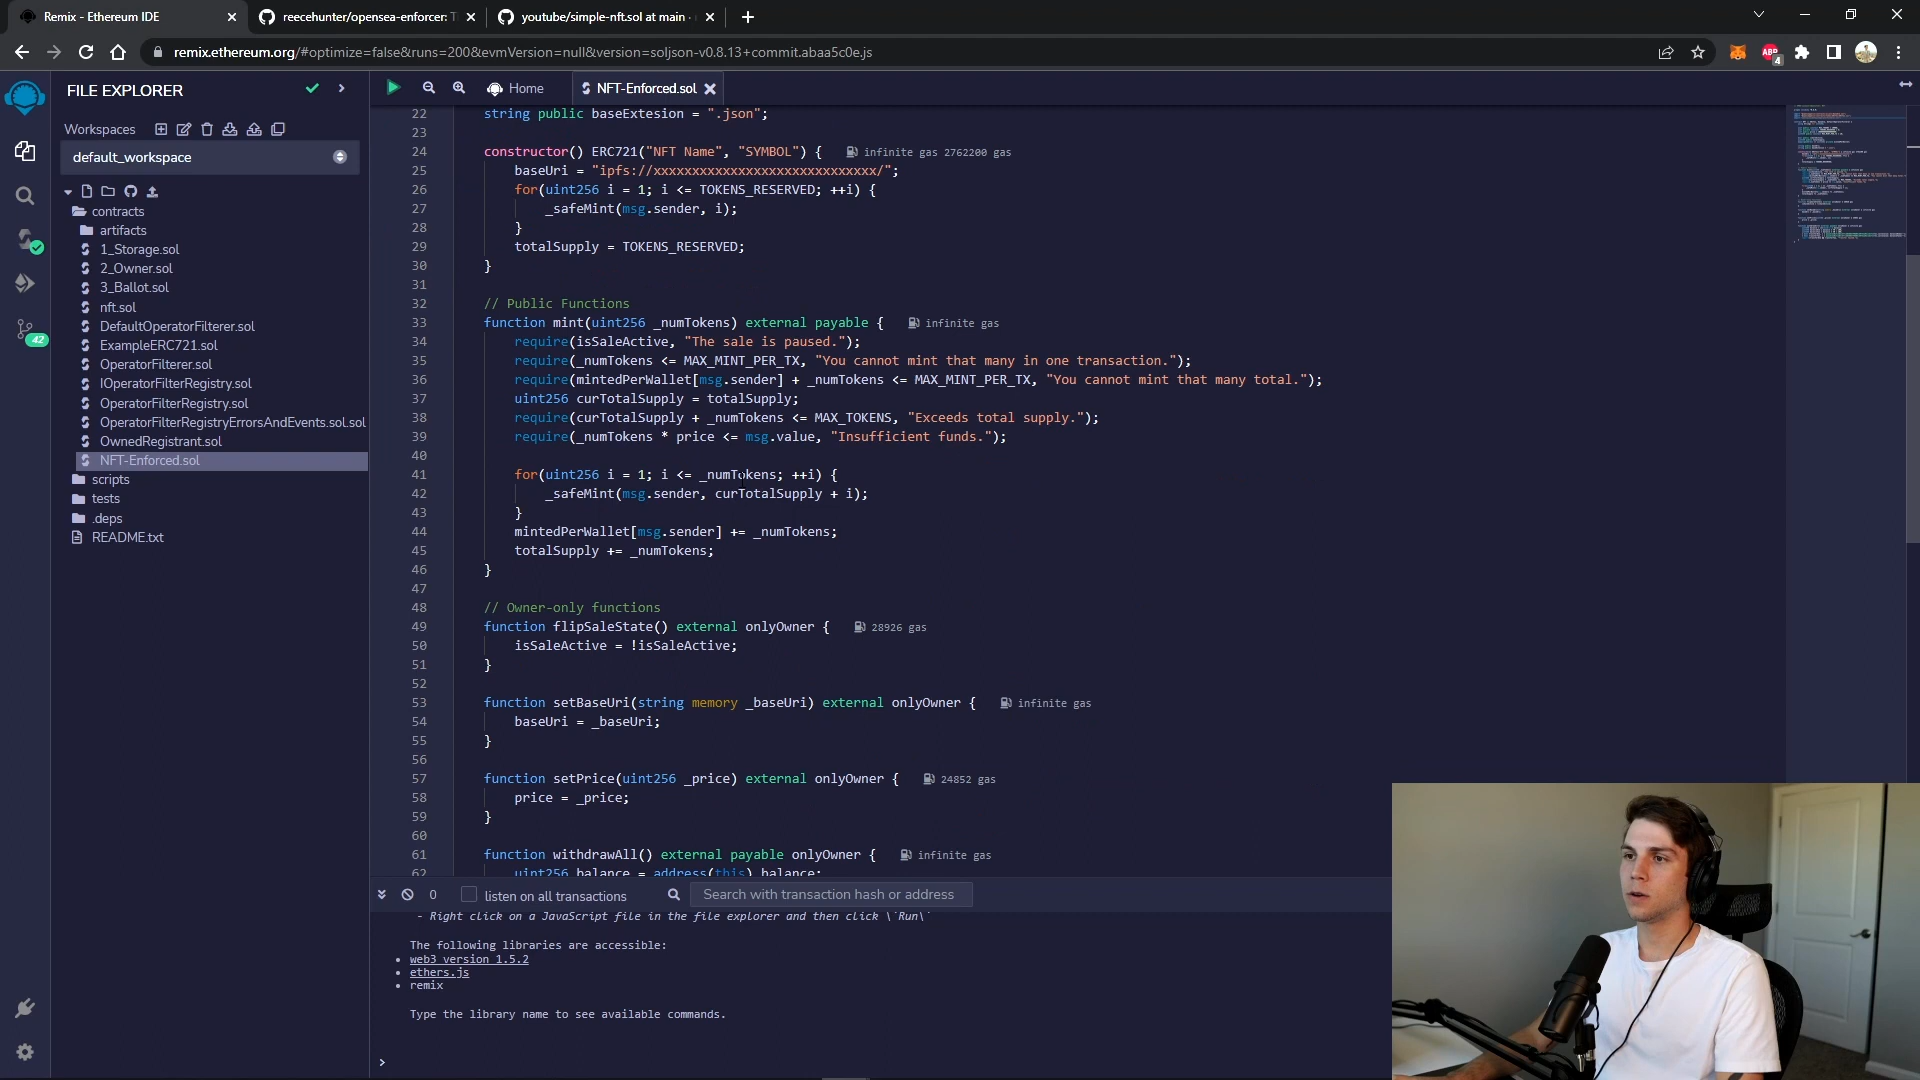 Remix - Ethereum IDE
reecehunter/opensea-enforcer: T
youtube/simple-nft.sol at main ·
remix.ethereum.org/#optimize=false&runs=200&evmVersion=null&version=soljson-v0.8.13+commit.abaa5c0e.js
ABP
4
FILE EXPLORER
Home
NFT-Enforced.sol
Workspaces
default_workspace
contracts
artifacts
1_Storage.sol
2_Owner.sol
3_Ballot.sol
nft.sol
DefaultOperatorFilterer.sol
ExampleERC721.sol
OperatorFilterer.sol
IOperatorFilterRegistry.sol
OperatorFilterRegistry.sol
OperatorFilterRegistryErrorsAndEvents.sol.sol
OwnedRegistrant.sol
NFT-Enforced.sol
scripts
tests
.deps
README.txt
42
22 string public baseExtesion = ".json";
23
24 constructor() ERC721("NFT Name", "SYMBOL") { infinite gas 2762200 gas
25 baseUri = "ipfs://xxxxxxxxxxxxxxxxxxxxxxxxxxxxx/";
26 for(uint256 i = 1; i <= TOKENS_RESERVED; ++i) {
27 _safeMint(msg.sender, i);
28 }
29 totalSupply = TOKENS_RESERVED;
30 }
31
32 // Public Functions
33 function mint(uint256 _numTokens) external payable { infinite gas
34 require(isSaleActive, "The sale is paused.");
35 require(_numTokens <= MAX_MINT_PER_TX, "You cannot mint that many in one transaction.");
36 require(mintedPerWallet[msg.sender] + _numTokens <= MAX_MINT_PER_TX, "You cannot mint that many total.");
37 uint256 curTotalSupply = totalSupply;
38 require(curTotalSupply + _numTokens <= MAX_TOKENS, "Exceeds total supply.");
39 require(_numTokens * price <= msg.value, "Insufficient funds.");
40
41 for(uint256 i = 1; i <= _numTokens; ++i) {
42 _safeMint(msg.sender, curTotalSupply + i);
43 }
44 mintedPerWallet[msg.sender] += _numTokens;
45 totalSupply += _numTokens;
46 }
47
48 // Owner-only functions
49 function flipSaleState() external onlyOwner { 28926 gas
50 isSaleActive = !isSaleActive;
51 }
52
53 function setBaseUri(string memory _baseUri) external onlyOwner { infinite gas
54 baseUri = _baseUri;
55 }
56
57 function setPrice(uint256 _price) external onlyOwner { 24852 gas
58 price = _price;
59 }
60
61 function withdrawAll() external payable onlyOwner { infinite gas
62 uint256 balance = address(this).balance;
0
listen on all transactions
Search with transaction hash or address
- Right click on a JavaScript file in the file explorer and then click \`Run\`
The following libraries are accessible:
• web3 version 1.5.2
• ethers.js
• remix
Type the library name to see available commands.
>